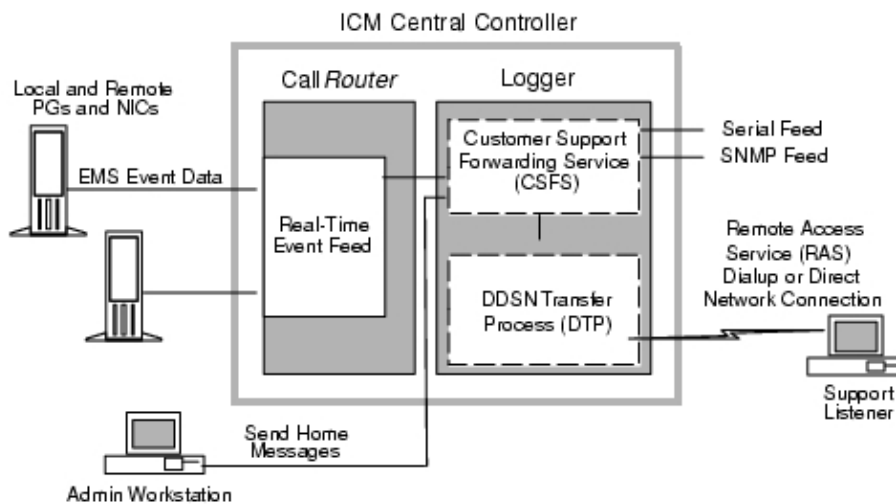 ICM Central Controller
Local and Remote
PGs and NICs
Call Router
Logger
EMS Event Data
Real-Time
Event Feed
Customer Support
Forwarding Service
(CSFS)
Serial Feed
SNMP Feed
DDSN Transfer
Process (DTP)
Remote Access
Service (RAS)
Dialup or Direct
Network Connection
Support
Listener
Send Home
Messages
Admin Workstation